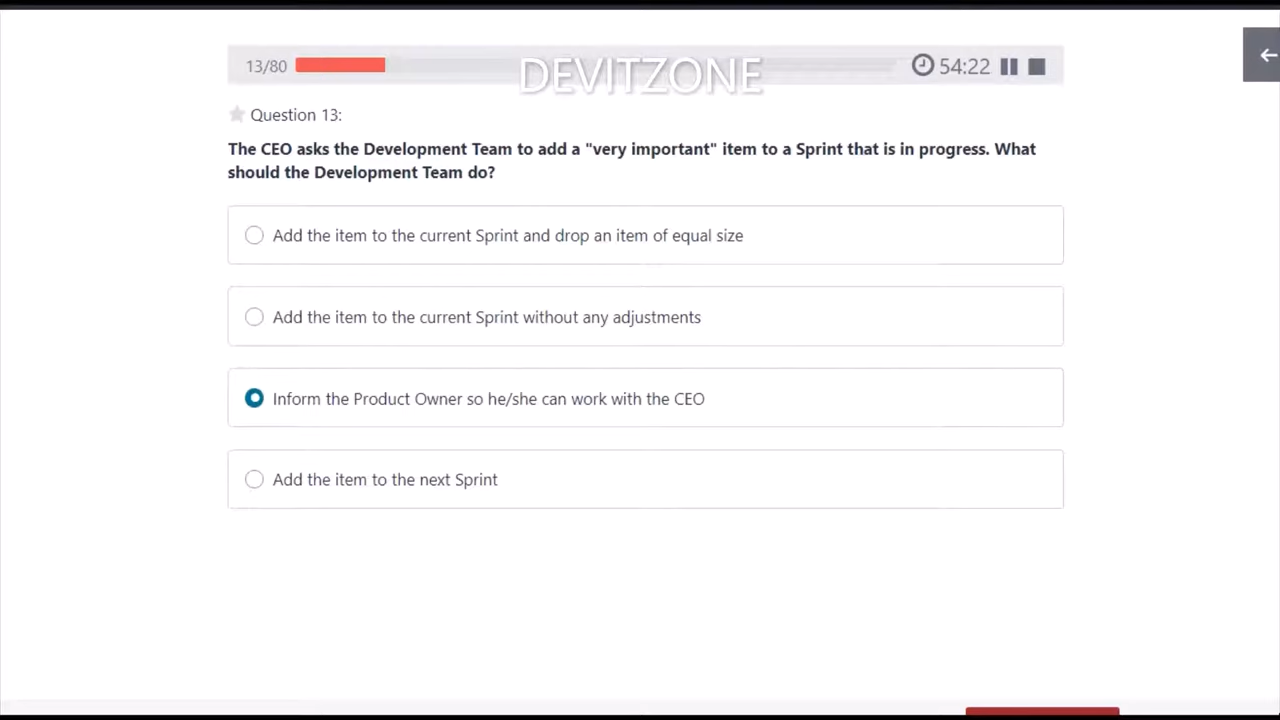 13/80
DEVITZONE
54:22
Question 13:
The CEO asks the Development Team to add a "very important" item to a Sprint that is in progress. What
should the Development Team do?
Add the item to the current Sprint and drop an item of equal size
Add the item to the current Sprint without any adjustments
Inform the Product Owner so he/she can work with the CEO
Add the item to the next Sprint